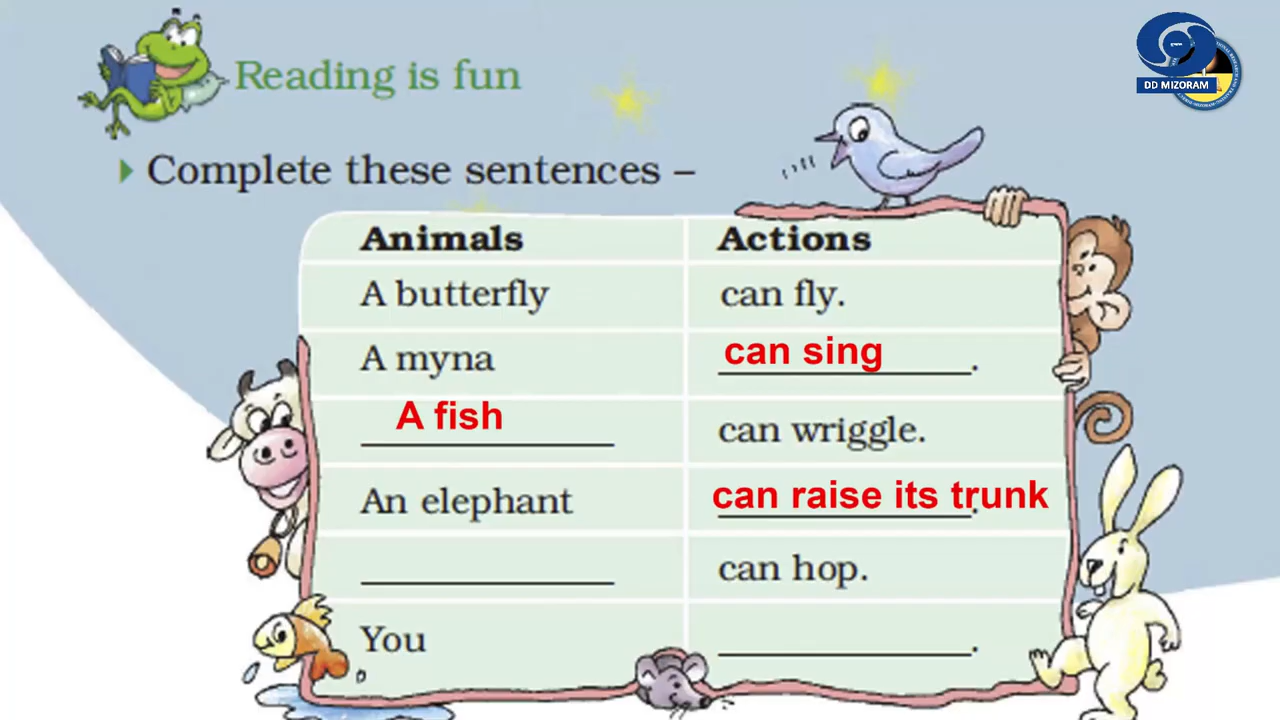 Reading is fun
DD MIZORAM
Complete these sentences –
Animals Actions
A butterfly can fly.
A myna can sing.
A fish can wriggle.
An elephant can raise its trunk.
can hop.
You .